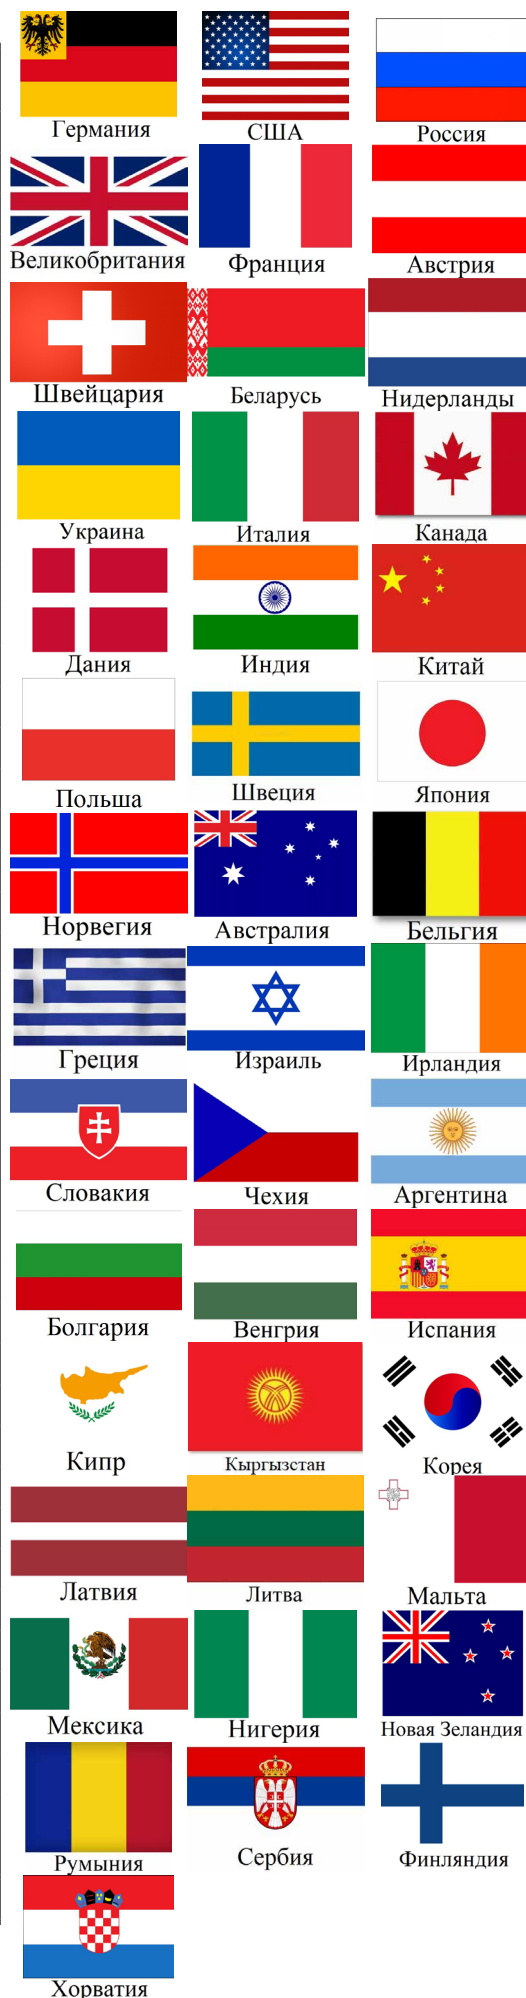 Германия
США
Россия
Великобритания
Франция
Австрия
Швейцария
Беларусь
Нидерланды
Украина
Италия
Канада
Дания
Индия
Китай
Польша
Швеция
Япония
Норвегия
Австралия
Бельгия
Греция
Израиль
Ирландия
Словакия
Чехия
Аргентина
Болгария
Венгрия
Испания
Кипр
Кыргызстан
Корея
Латвия
Литва
Мальта
Мексика
Нигерия
Новая Зеландия
Румыния
Сербия
Финляндия
Хорватия